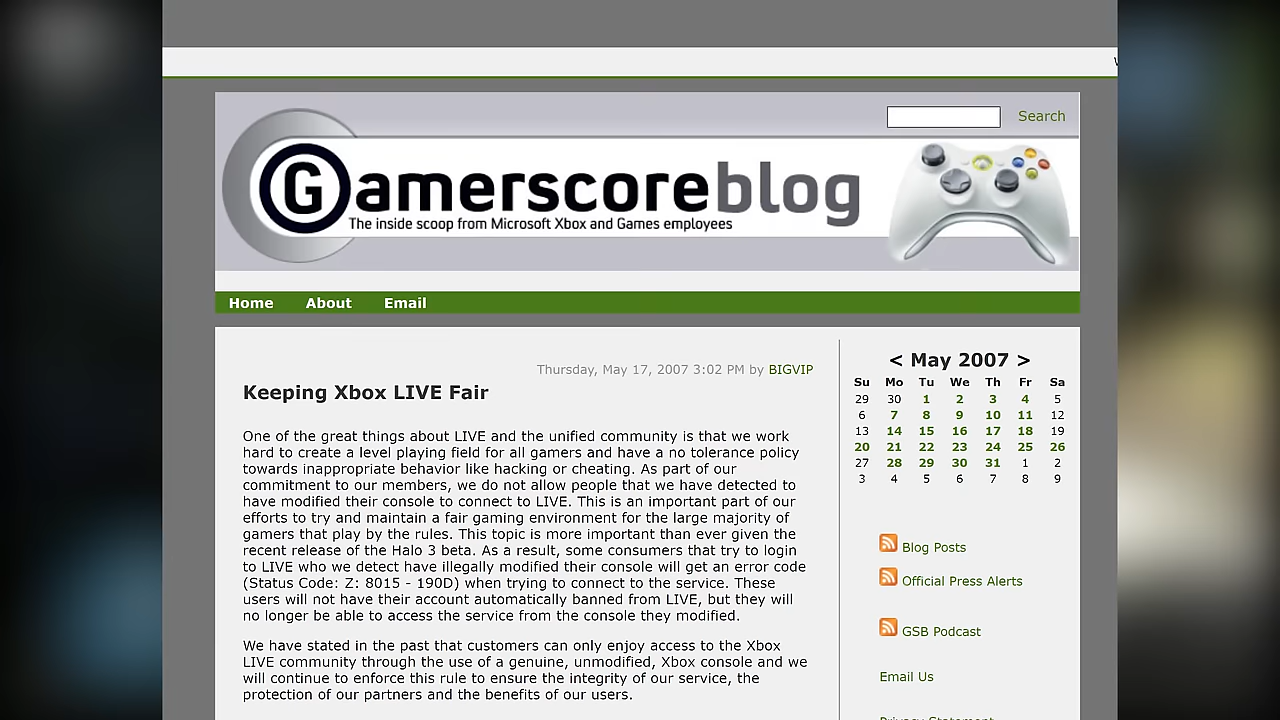 Search
Gamerscoreblog
The inside scoop from Microsoft Xbox and Games employees
Home About Email
Thursday, May 17, 2007 3:02 PM by BIGVIP
Keeping Xbox LIVE Fair
One of the great things about LIVE and the unified community is that we work
hard to create a level playing field for all gamers and have a no tolerance policy
towards inappropriate behavior like hacking or cheating. As part of our
commitment to our members, we do not allow people that we have detected to
have modified their console to connect to LIVE. This is an important part of our
efforts to try and maintain a fair gaming environment for the large majority of
gamers that play by the rules. This topic is more important than ever given the
recent release of the Halo 3 beta. As a result, some consumers that try to login
to LIVE who we detect have illegally modified their console will get an error code
(Status Code: Z: 8015 - 190D) when trying to connect to the service. These
users will not have their account automatically banned from LIVE, but they will
no longer be able to access the service from the console they modified.
We have stated in the past that customers can only enjoy access to the Xbox
LIVE community through the use of a genuine, unmodified, Xbox console and we
will continue to enforce this rule to ensure the integrity of our service, the
protection of our partners and the benefits of our users.
< May 2007 >
Su Mo Tu We Th Fr Sa
29 30 1 2 3 4 5
6 7 8 9 10 11 12
13 14 15 16 17 18 19
20 21 22 23 24 25 26
27 28 29 30 31 1 2
3 4 5 6 7 8 9
Blog Posts
Official Press Alerts
GSB Podcast
Email Us